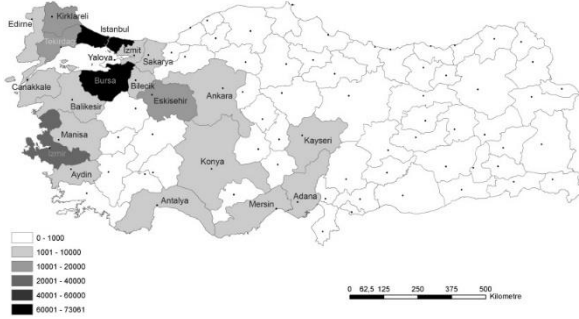 Edirne
Kirklareli
Istanbul
Tekirdag
Izmit
Yalova
Sakarya
Canakkale
Bursa
Bilecik
Ankara
Balikesir
Eskisehir
Manisa
Kayseri
Izmir
Konya
Aydin
Adana
Antalya
Mersin
0 - 1000
1001 - 10000
10001 - 20000
20001 - 40000
40001 - 60000
60001 - 73061
0 62,5 125 250 375 500
Kilometre